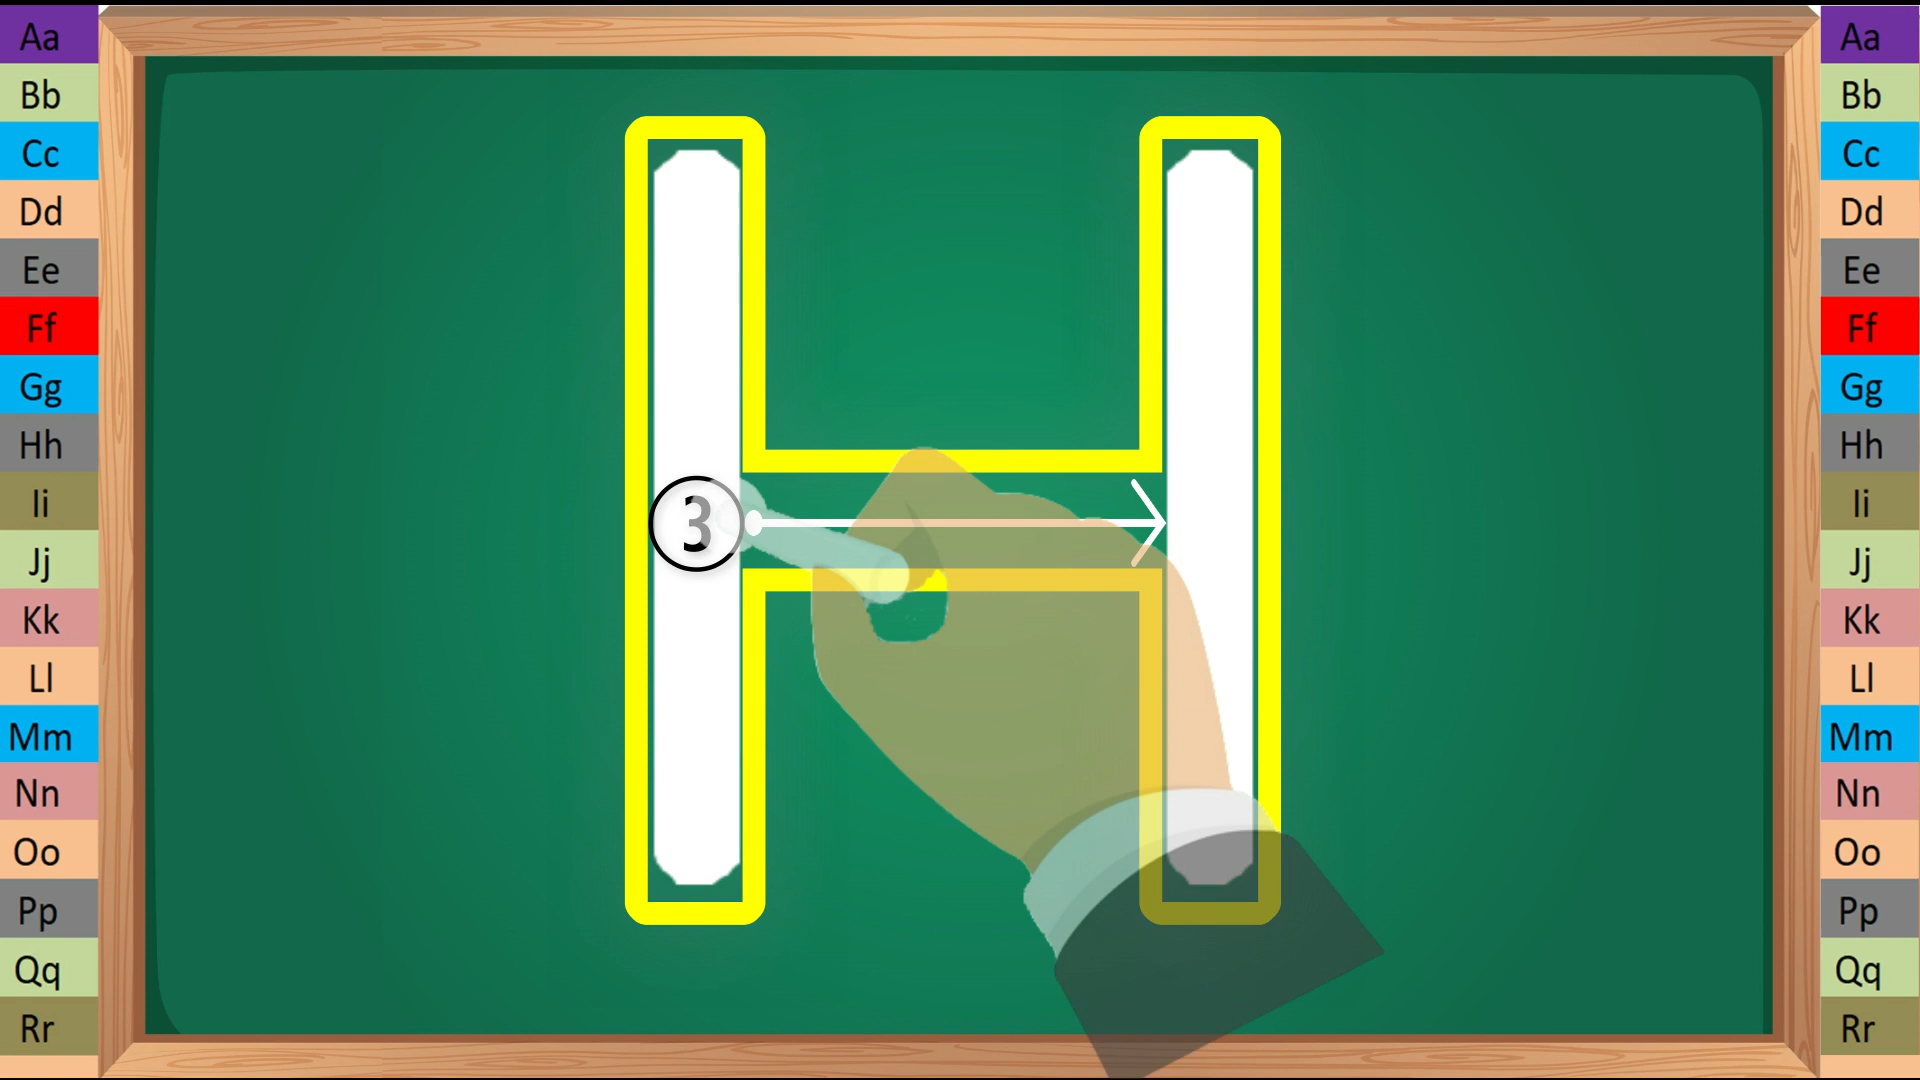 Aa
Bb
Cc
Dd
Ee
Ff
Gg
Hh
Ii
Jj
Kk
Ll
Mm
Nn
Oo
Pp
Qq
Rr
H
3
Aa
Bb
Cc
Dd
Ee
Ff
Gg
Hh
Ii
Jj
Kk
Ll
Mm
Nn
Oo
Pp
Qq
Rr